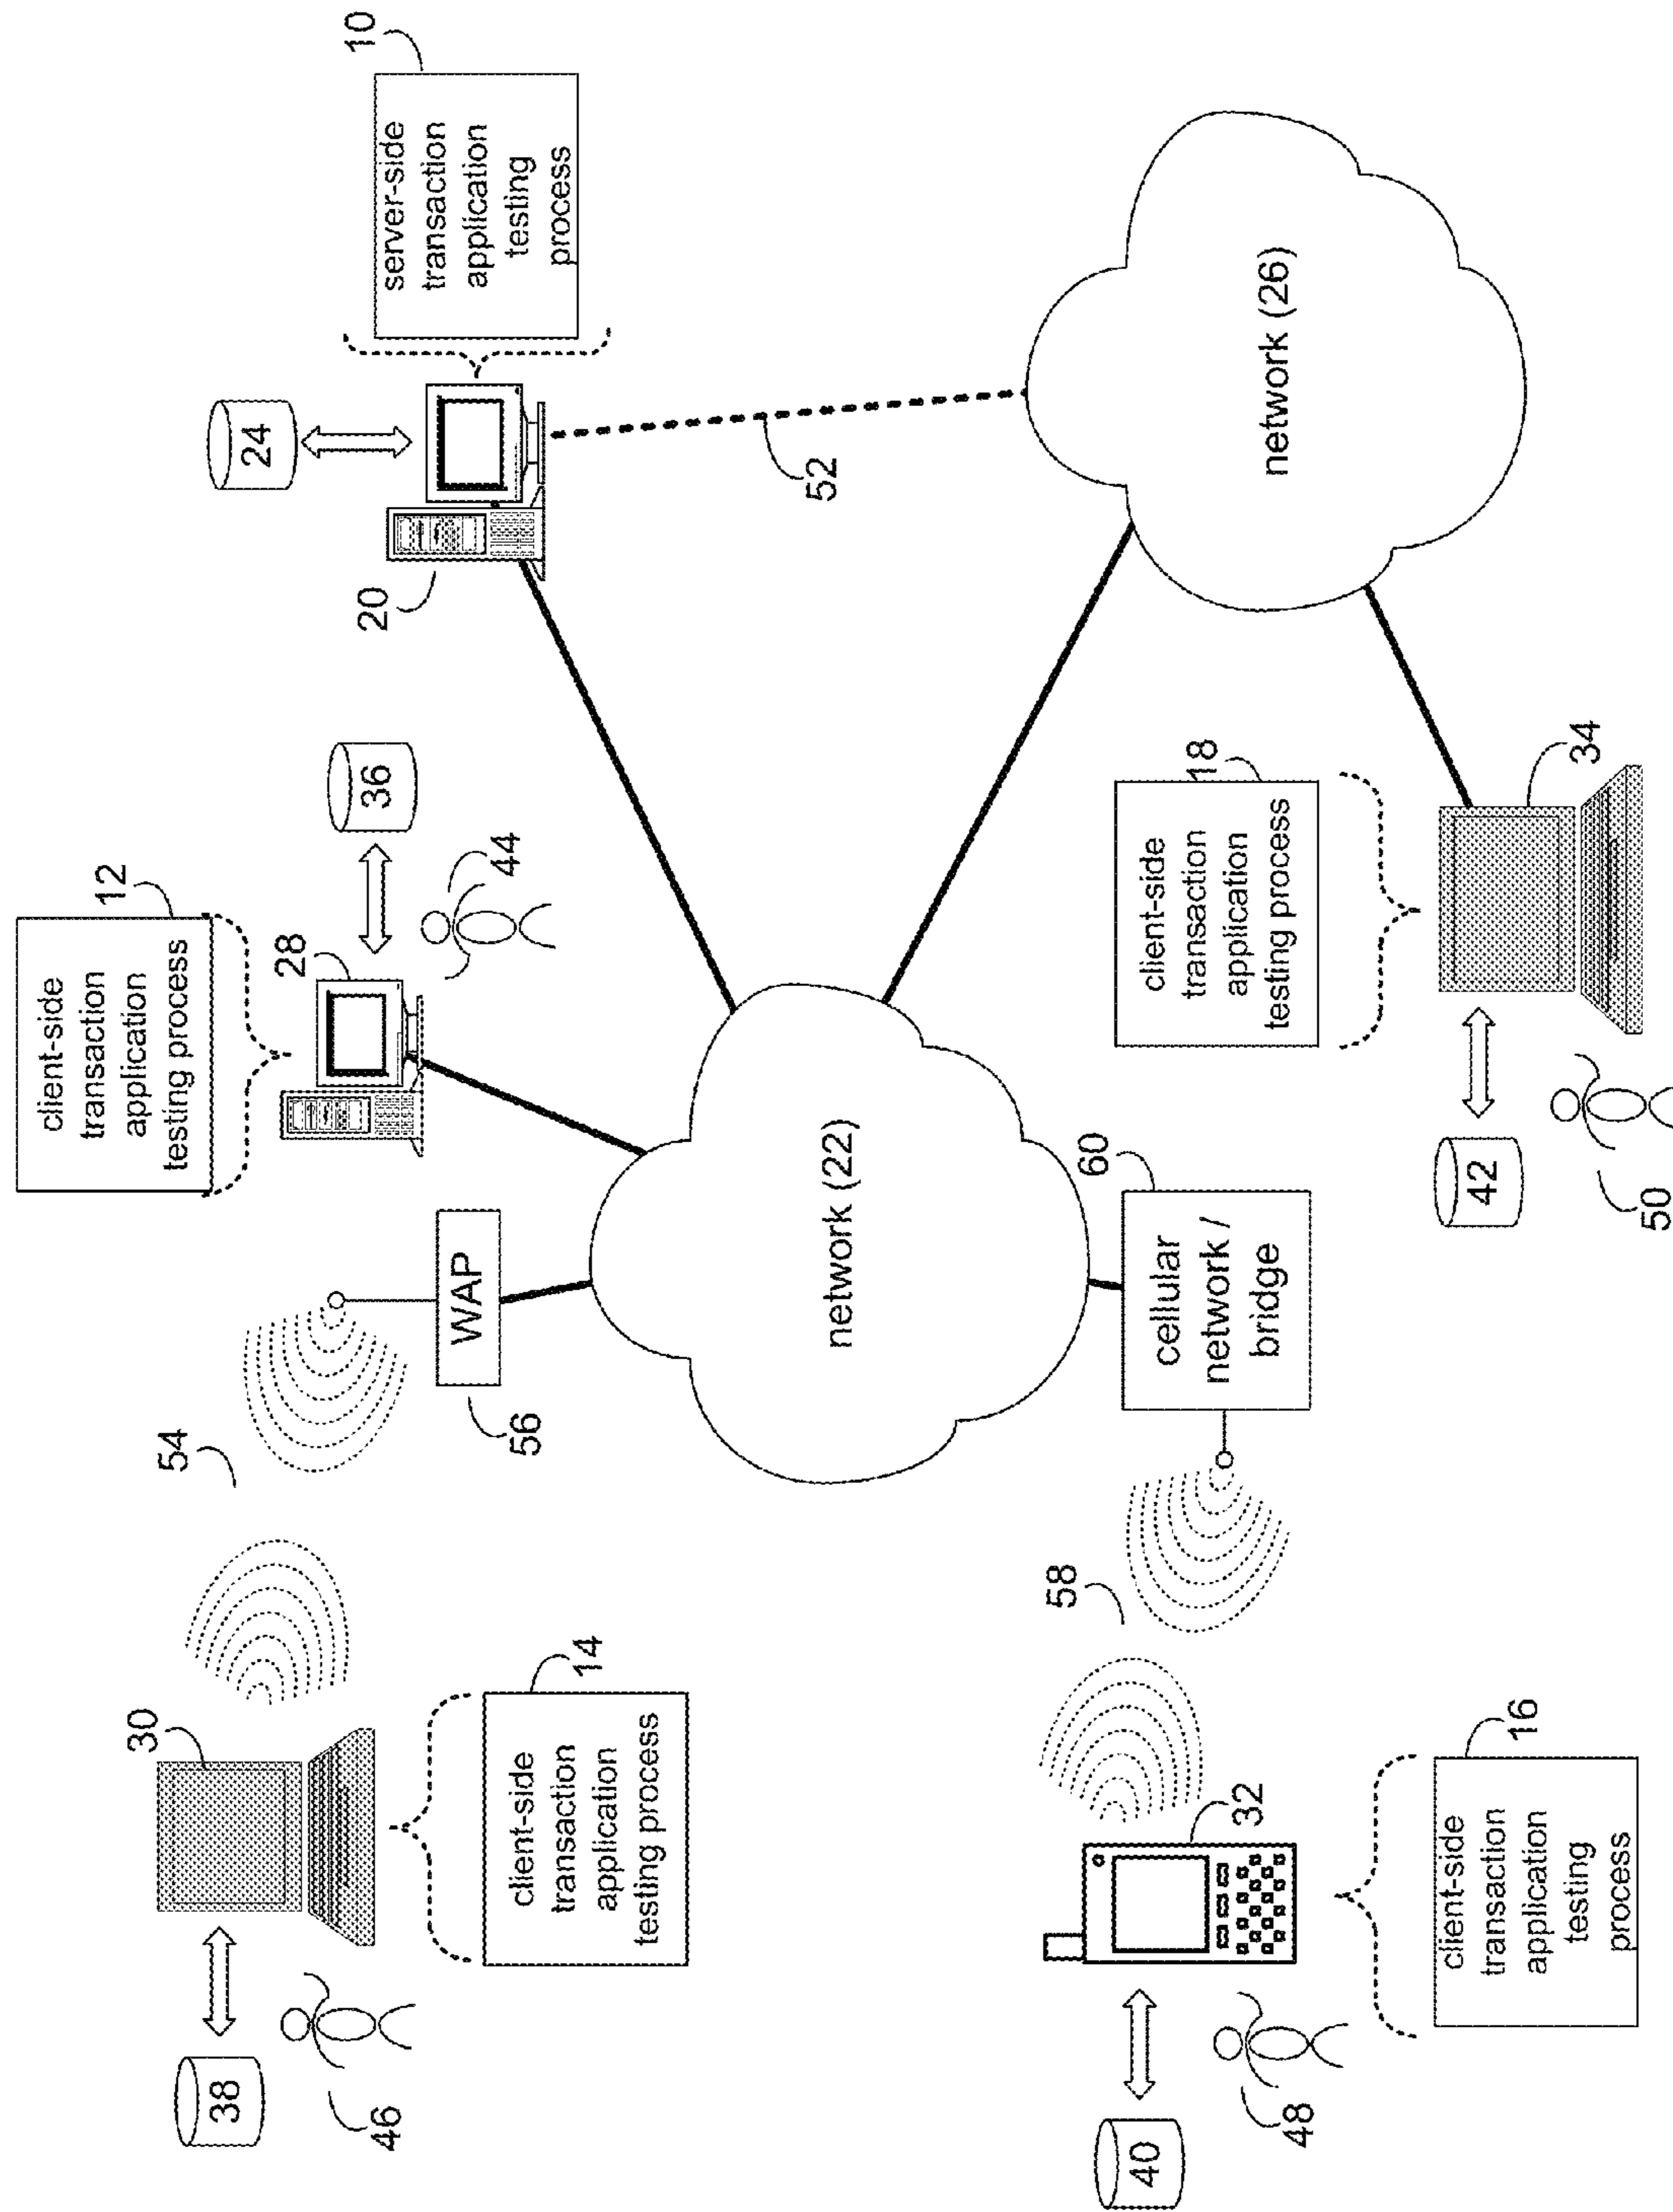 38
46
30
client-side
transaction
application
testing process
14
54
WAP
56
client-side
transaction
application
testing process
12
28
44
36
20
24
server-side
transaction
application
testing
process
10
52
network (22)
network (26)
40
48
32
client-side
transaction
application
testing
process
16
58
cellular
network /
bridge
60
42
50
client-side
transaction
application
testing process
18
34